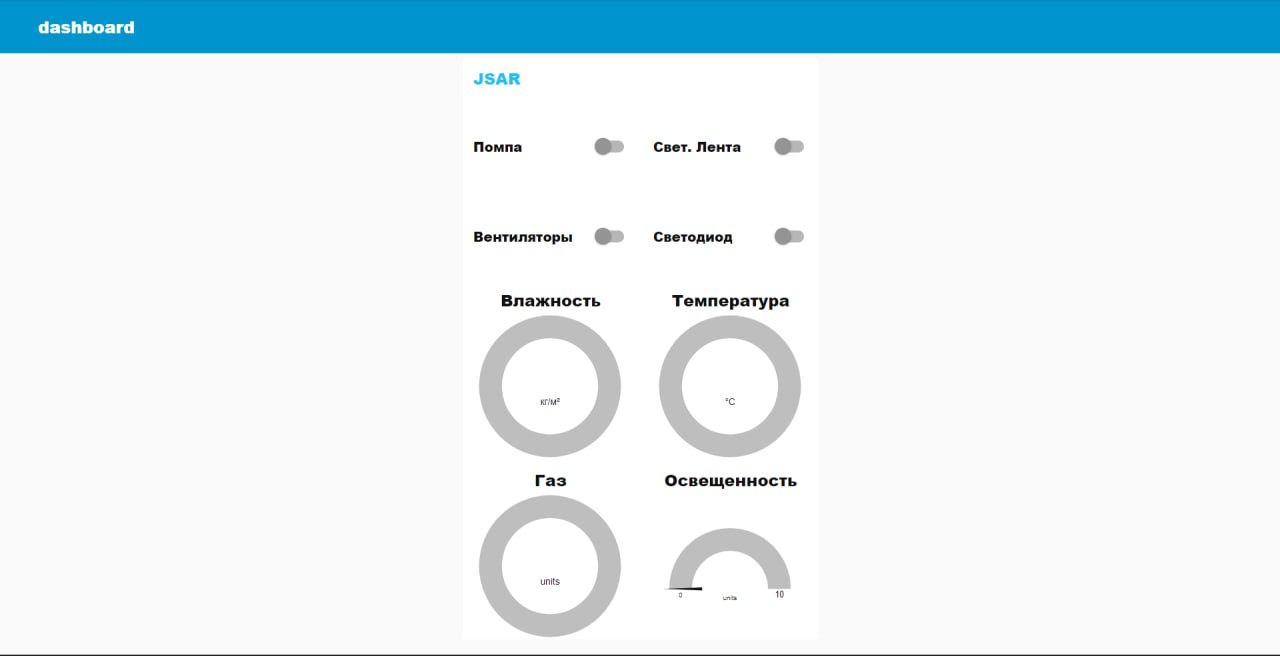 dashboard
JSAR
Помпа
Свет. Лента
Вентиляторы
Светодиод
Влажность
Температура
кг/м²
°C
Газ
Освещенность
units
0
units
10